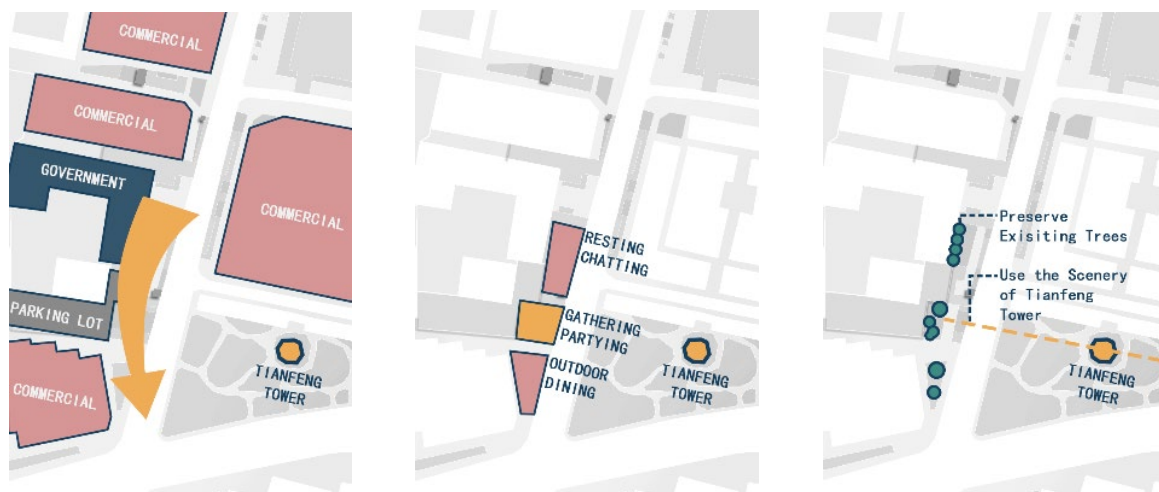 COMMERCIAL
COMMERCIAL
GOVERNMENT
COMMERCIAL
PARKING LOT
COMMERCIAL
TIANFENG
TOWER
RESTING
CHATTING
GATHERING
PARTYING
OUTDOOR
DINING
TIANFENG
TOWER
Preserve
Exisiting Trees
Use the Scenery
of Tianfeng
Tower
TIANFENG
TOWER